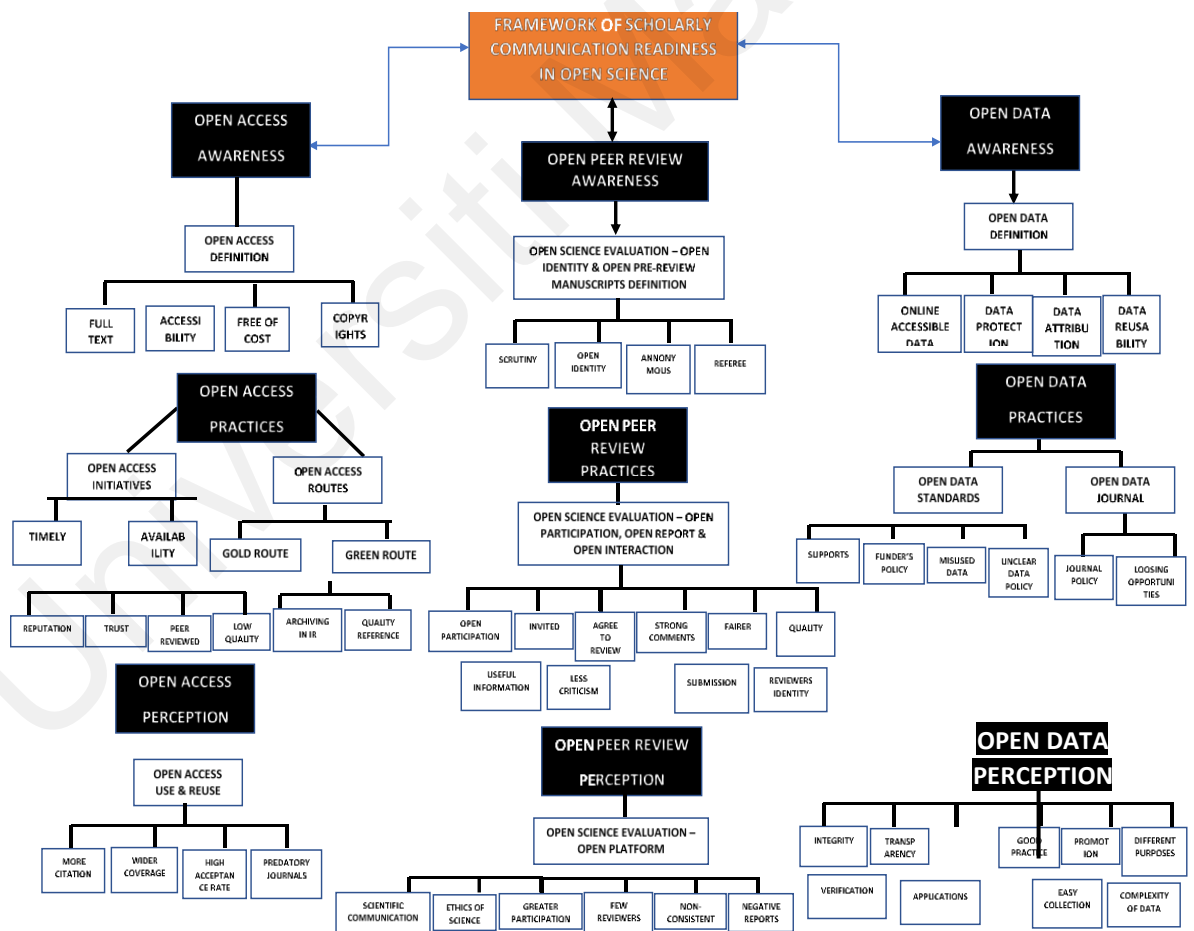 FRAMEWORK OF SCHOLARLY
COMMUNICATION READINESS
IN OPEN SCIENCE
OPEN ACCESS
AWARENESS
OPEN PEER REVIEW
AWARENESS
OPEN DATA
AWARENESS
OPEN ACCESS
DEFINITION
OPEN SCIENCE EVALUATION – OPEN
IDENTITY & OPEN PRE-REVIEW
MANUSCRIPTS DEFINITION
OPEN DATA
DEFINITION
FULL
TEXT
ACCESSI
BILITY
FREE OF
COST
COPYR
IGHTS
SCRUTINY
OPEN
IDENTITY
ANNONY
MOUS
REFEREE
ONLINE
ACCESSIBLE
DATA
DATA
PROTECT
ION
DATA
ATTRIBU
TION
DATA
REUSA
BILITY
OPEN ACCESS
PRACTICES
OPEN PEER
REVIEW
PRACTICES
OPEN DATA
PRACTICES
OPEN ACCESS
INITIATIVES
OPEN ACCESS
ROUTES
OPEN DATA
STANDARDS
OPEN DATA
JOURNAL
TIMELY
AVAILAB
ILITY
GOLD ROUTE
GREEN ROUTE
OPEN SCIENCE EVALUATION – OPEN
PARTICIPATION, OPEN REPORT &
OPEN INTERACTION
SUPPORTS
FUNDER'S
POLICY
MISUSED
DATA
UNCLEAR
DATA
POLICY
JOURNAL
POLICY
LOOSING
OPPORTUNI
TIES
REPUTATION
TRUST
PEER
REVIEWED
LOW
QUALITY
ARCHIVING
IN IR
QUALITY
REFERENCE
OPEN
PARTICIPATION
INVITED
AGREE
TO
REVIEW
STRONG
COMMENTS
FAIRER
QUALITY
USEFUL
INFORMATION
LESS
CRITICISM
SUBMISSION
REVIEWERS
IDENTITY
OPEN ACCESS
PERCEPTION
OPEN PEER REVIEW
PERCEPTION
OPEN DATA
PERCEPTION
OPEN ACCESS
USE & REUSE
OPEN SCIENCE EVALUATION –
OPEN PLATFORM
MORE
CITATION
WIDER
COVERAGE
HIGH
ACCEPTAN
CE RATE
PREDATORY
JOURNALS
SCIENTIFIC
COMMUNICATION
ETHICS OF
SCIENCE
GREATER
PARTICIPATION
FEW
REVIEWERS
NON-
CONSISTENT
NEGATIVE
REPORTS
INTEGRITY
TRANSP
ARENCY
GOOD
PRACTICE
PROMOT
ION
DIFFERENT
PURPOSES
VERIFICATION
APPLICATIONS
EASY
COLLECTION
COMPLEXITY
OF DATA
Universiti Ma